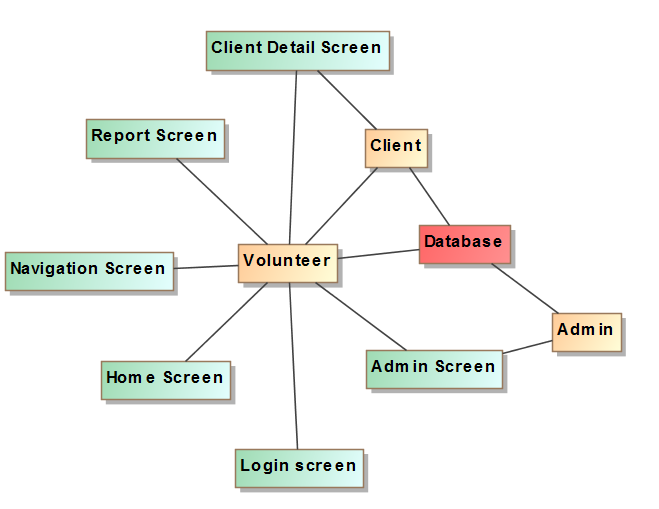 Client Detail Screen
Report Screen
Client
Database
Volunteer
Navigation Screen
Admin
Admin Screen
Home Screen
Login screen